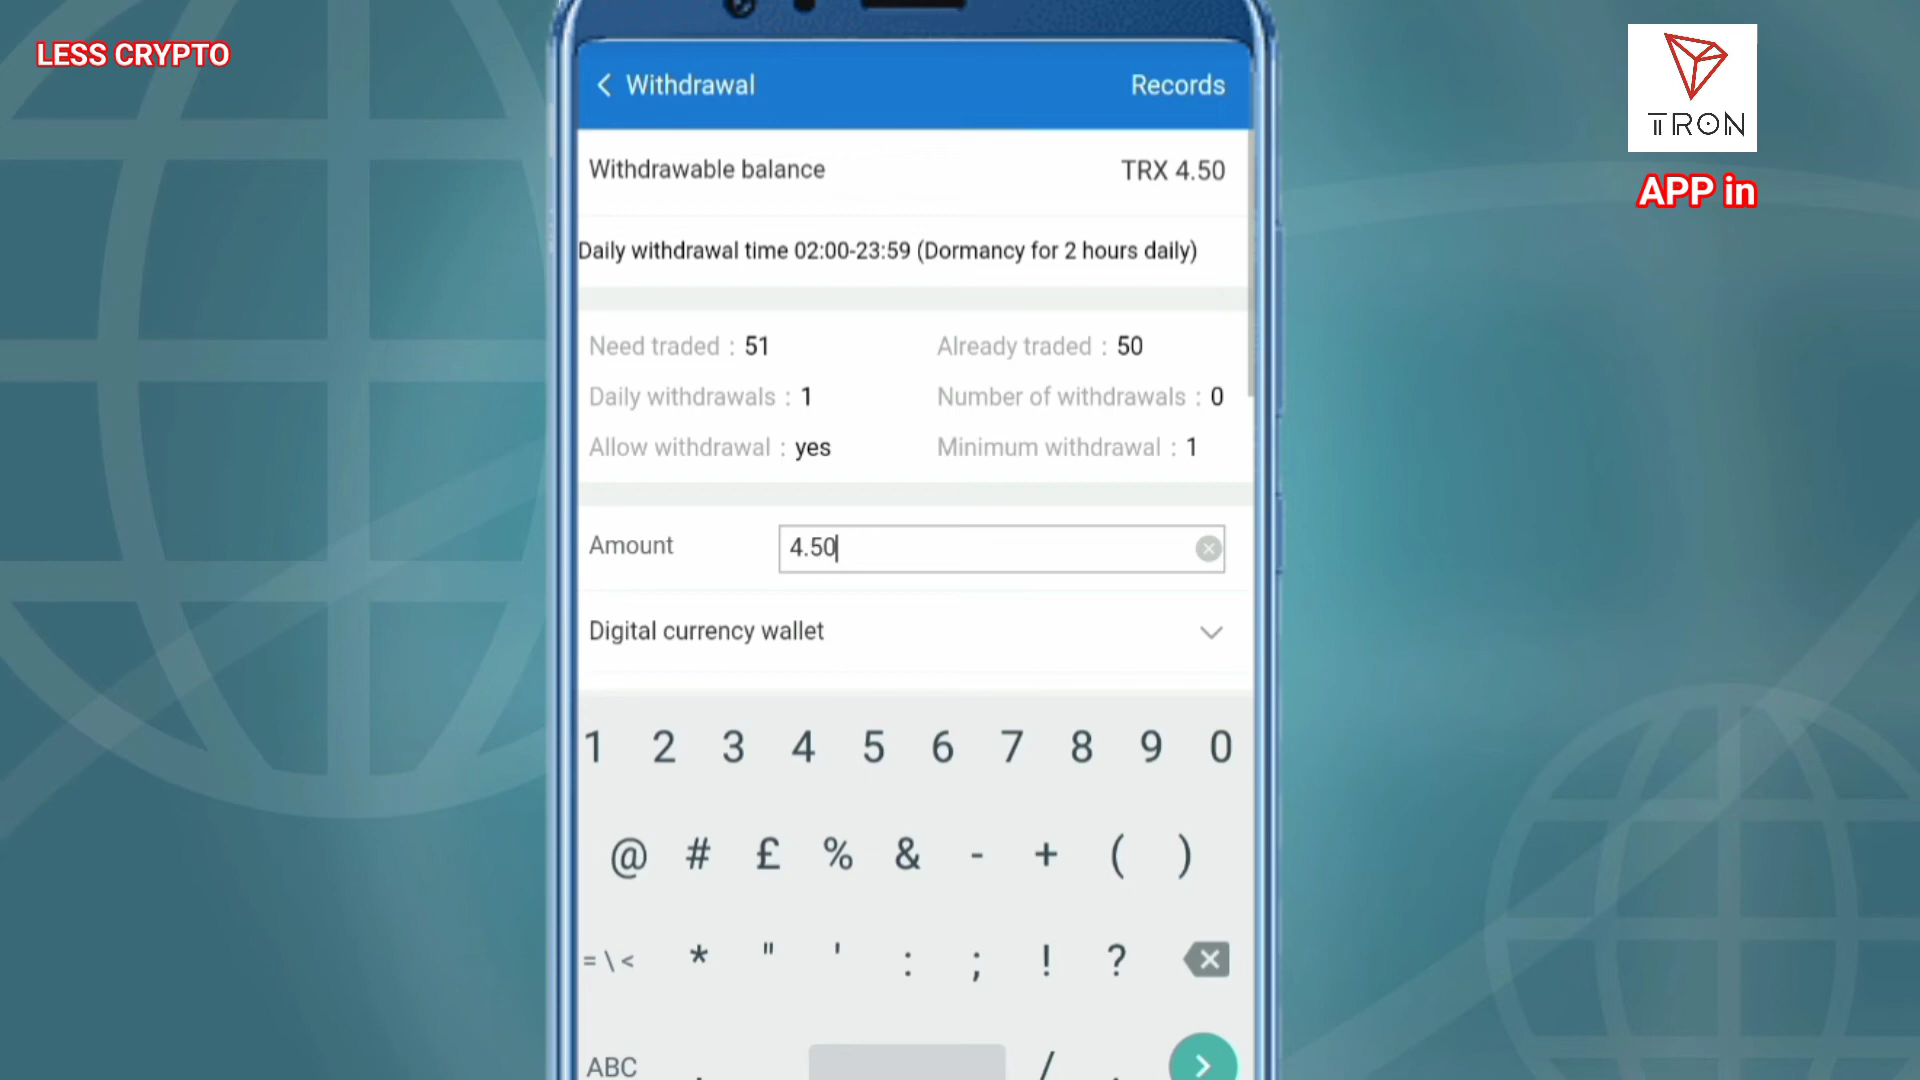 LESS CRYPTO
TRON
APP in
Withdrawal Records
Withdrawable balance TRX 4.50
Daily withdrawal time 02:00-23:59 (Dormancy for 2 hours daily)
Need traded : 51 Already traded : 50
Daily withdrawals : 1 Number of withdrawals : 0
Allow withdrawal : yes Minimum withdrawal : 1
Amount 4.50
Digital currency wallet
1 2 3 4 5 6 7 8 9 0
@ # £ % & - + ( )
= \ < * " ' : ; ! ?
ABC , / .